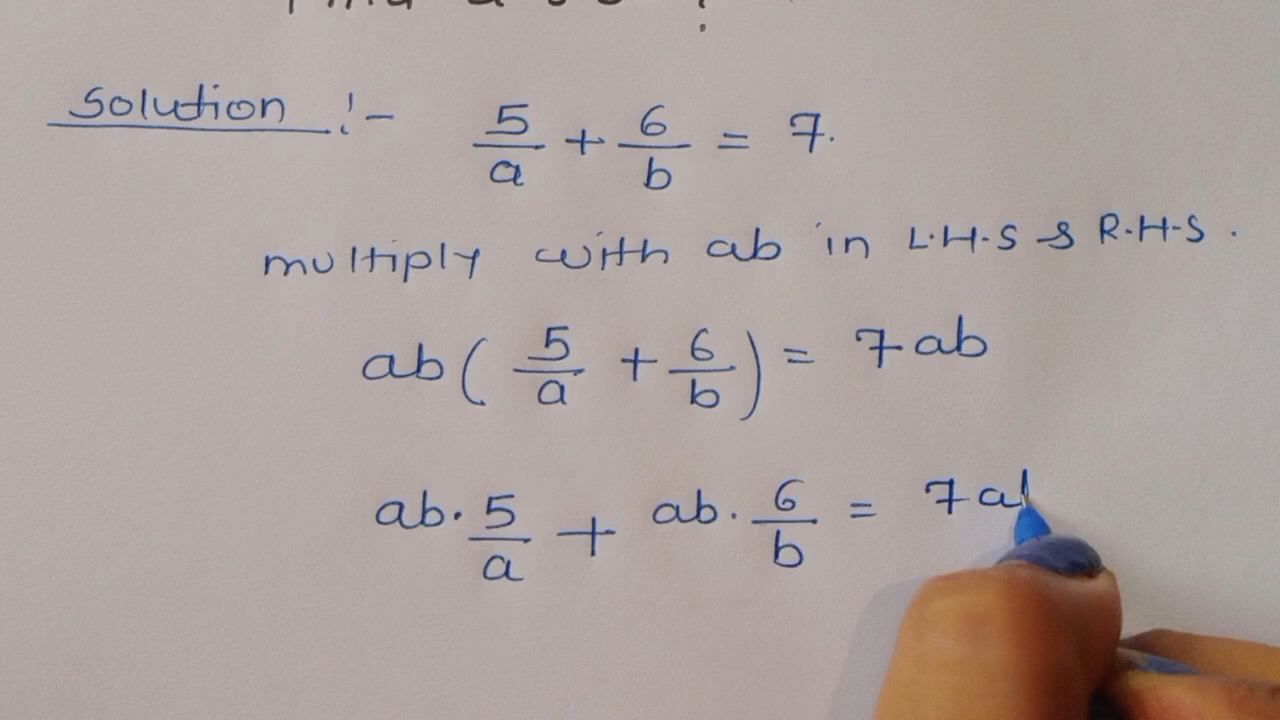 Solution :-
5/a + 6/b = 7.
multiply with ab in L.H.S & R.H.S.
ab ( 5/a + 6/b ) = 7ab
ab. 5/a + ab. 6/b = 7a